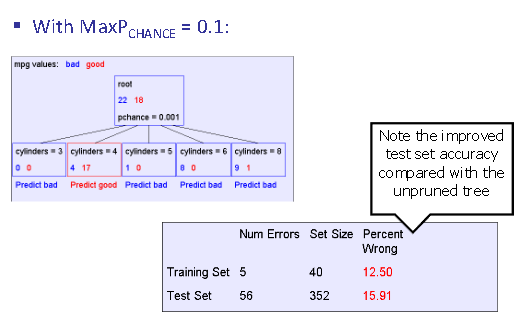 ▪ With MaxPCHANCE = 0.1:
mpg values: bad good
root
22 18
pchance = 0.001
cylinders = 3 cylinders = 4 cylinders = 5 cylinders = 6 cylinders = 8
0 0 4 17 1 0 8 0 9 1
Predict bad Predict good Predict bad Predict bad Predict bad
Note the improved
test set accuracy
compared with the
unpruned tree
Num Errors Set Size Percent
Wrong
Training Set 5 40 12.50
Test Set 56 352 15.91